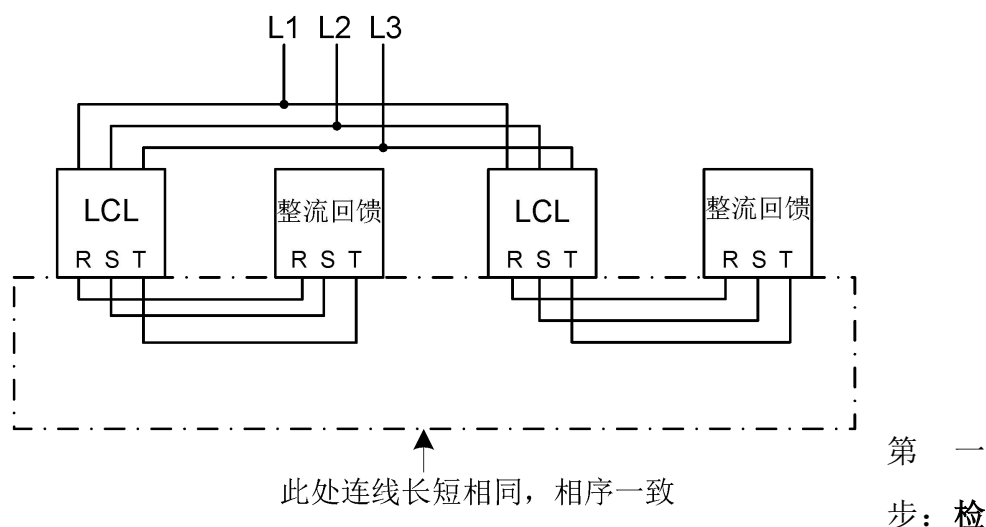 L1 L2 L3
LCL 整流回馈 LCL 整流回馈
R S T R S T R S T R S T
此处连线长短相同，相序一致
第 一
步：检